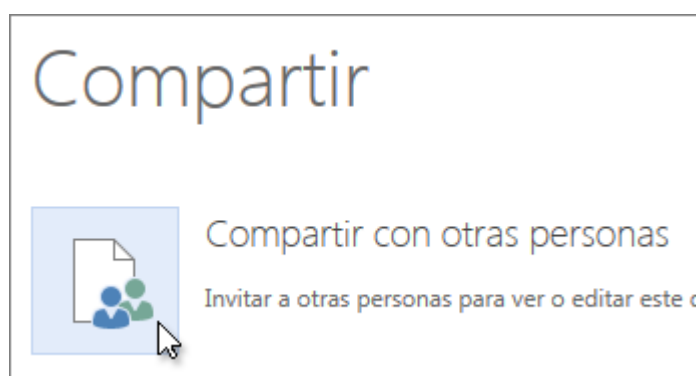 Compartir
Compartir con otras personas
Invitar a otras personas para ver o editar este